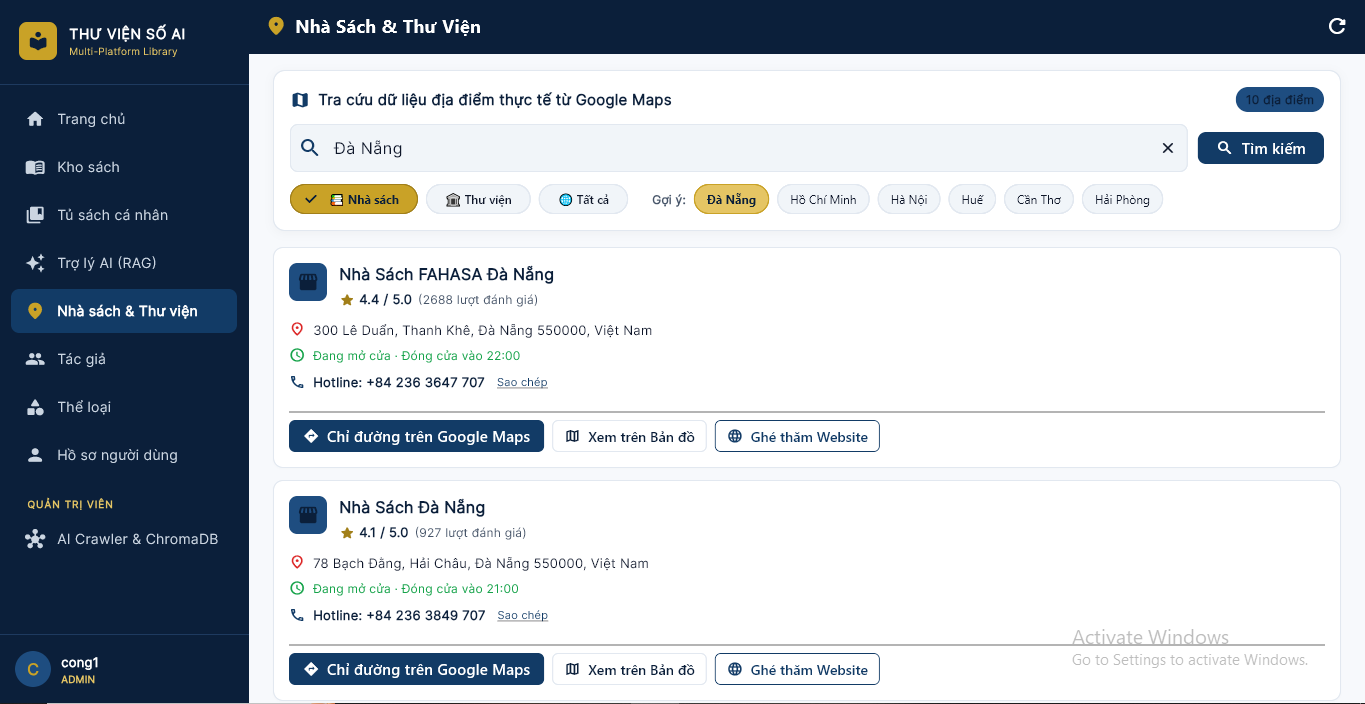 THƯ VIỆN SỐ AI
Multi-Platform Library
Trang chủ
Kho sách
Tủ sách cá nhân
Trợ lý AI (RAG)
Nhà sách & Thư viện
Tác giả
Thể loại
Hồ sơ người dùng
QUẢN TRỊ VIÊN
AI Crawler & ChromaDB
C
cong1
ADMIN
Nhà Sách & Thư Viện
Tra cứu dữ liệu địa điểm thực tế từ Google Maps
10 địa điểm
Đà Nẵng
Tìm kiếm
Nhà sách Thư viện Tất cả Gợi ý: Đà Nẵng Hồ Chí Minh Hà Nội Huế Cần Thơ Hải Phòng
Nhà Sách FAHASA Đà Nẵng
4.4 / 5.0 (2688 lượt đánh giá)
300 Lê Duẩn, Thanh Khê, Đà Nẵng 550000, Việt Nam
Đang mở cửa · Đóng cửa vào 22:00
Hotline: +84 236 3647 707 Sao chép
Chỉ đường trên Google Maps Xem trên Bản đồ Ghé thăm Website
Nhà Sách Đà Nẵng
4.1 / 5.0 (927 lượt đánh giá)
78 Bạch Đằng, Hải Châu, Đà Nẵng 550000, Việt Nam
Đang mở cửa · Đóng cửa vào 21:00
Hotline: +84 236 3849 707 Sao chép
Chỉ đường trên Google Maps Xem trên Bản đồ Ghé thăm Website
Activate Windows
Go to Settings to activate Windows.